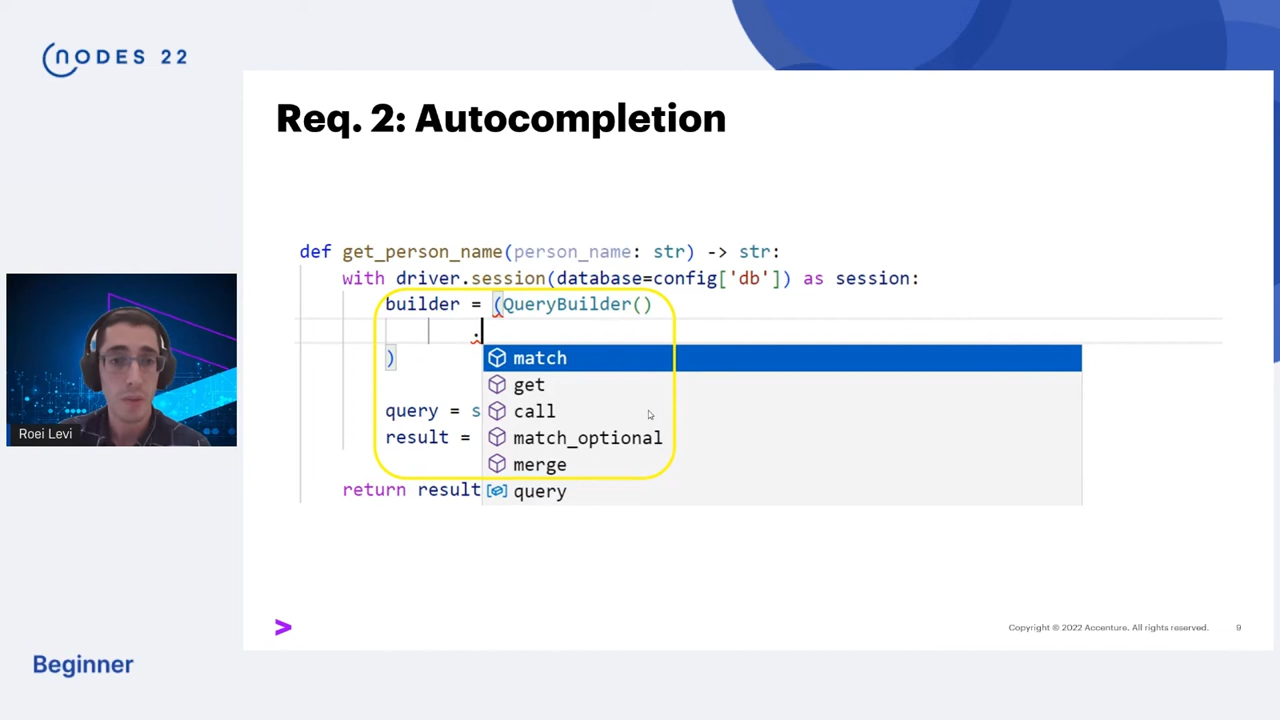 NODES 22
Req. 2: Autocompletion
def get_person_name(person_name: str) -> str:
with driver.session(database=config['db']) as session:
builder = (QueryBuilder()
.
)
match
get
call
match_optional
merge
query
query = s
result =
return result
Roei Levi
>
Copyright © 2022 Accenture. All rights reserved. 9
Beginner